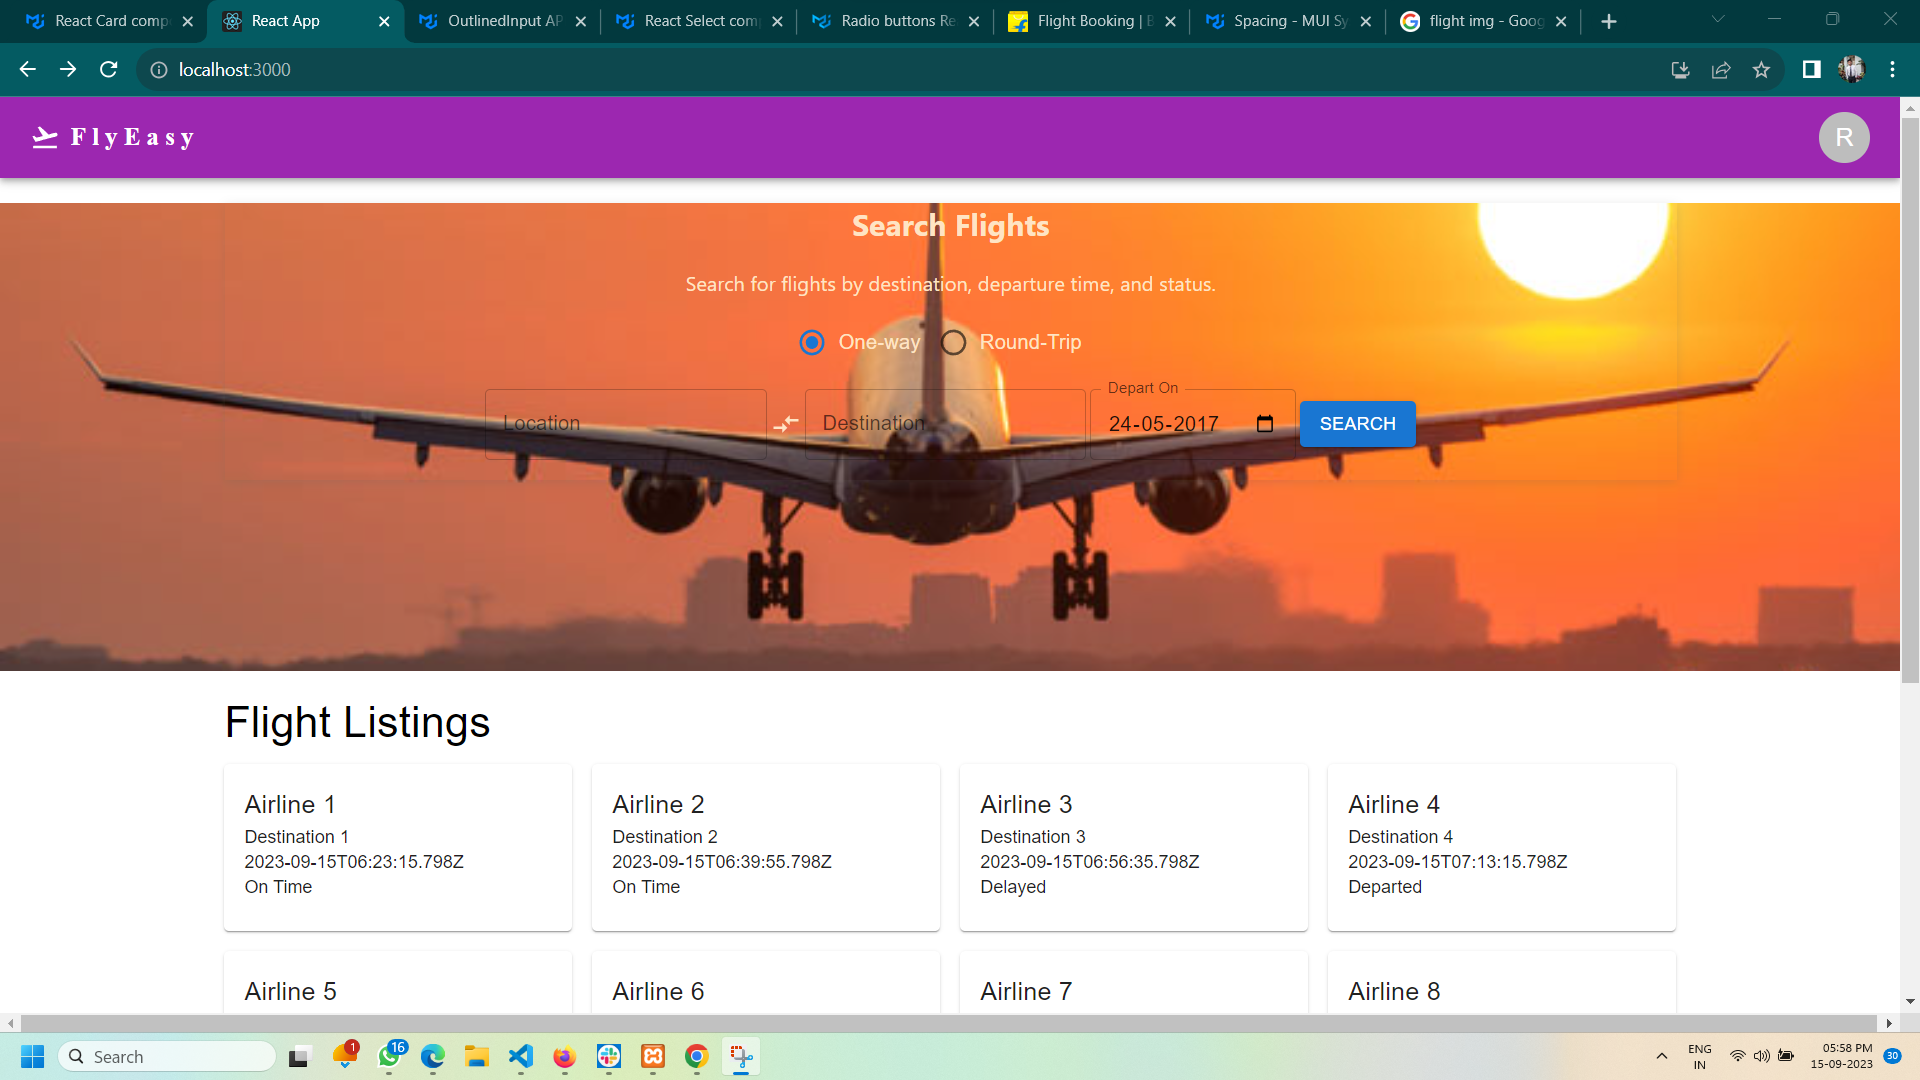 React Card comp
React App
OutlinedInput AP
React Select com
Radio buttons Re
Flight Booking | B
Spacing - MUI Sy
flight img - Goog
localhost:3000
FlyEasy
R
Search Flights
Search for flights by destination, departure time, and status.
One-way
Round-Trip
Location
Destination
Depart On
24-05-2017
SEARCH
Flight Listings
Airline 1
Destination 1
2023-09-15T06:23:15.798Z
On Time
Airline 2
Destination 2
2023-09-15T06:39:55.798Z
On Time
Airline 3
Destination 3
2023-09-15T06:56:35.798Z
Delayed
Airline 4
Destination 4
2023-09-15T07:13:15.798Z
Departed
Airline 5
Airline 6
Airline 7
Airline 8
Search
1
16
ENG
IN
05:58 PM
15-09-2023
30